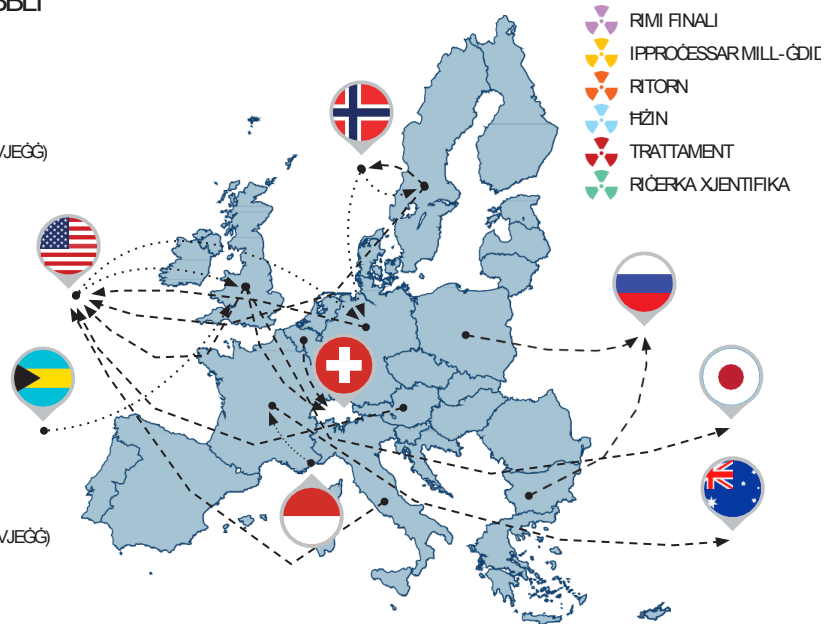 RIMI FINALI
IPPROĊESSAR MILL-ĠDID
RITORN
ĦŻIN
TRATTAMENT
RIĊERKA XJENTIFIKA
VJEĠĠ)
VJEĠĠ)